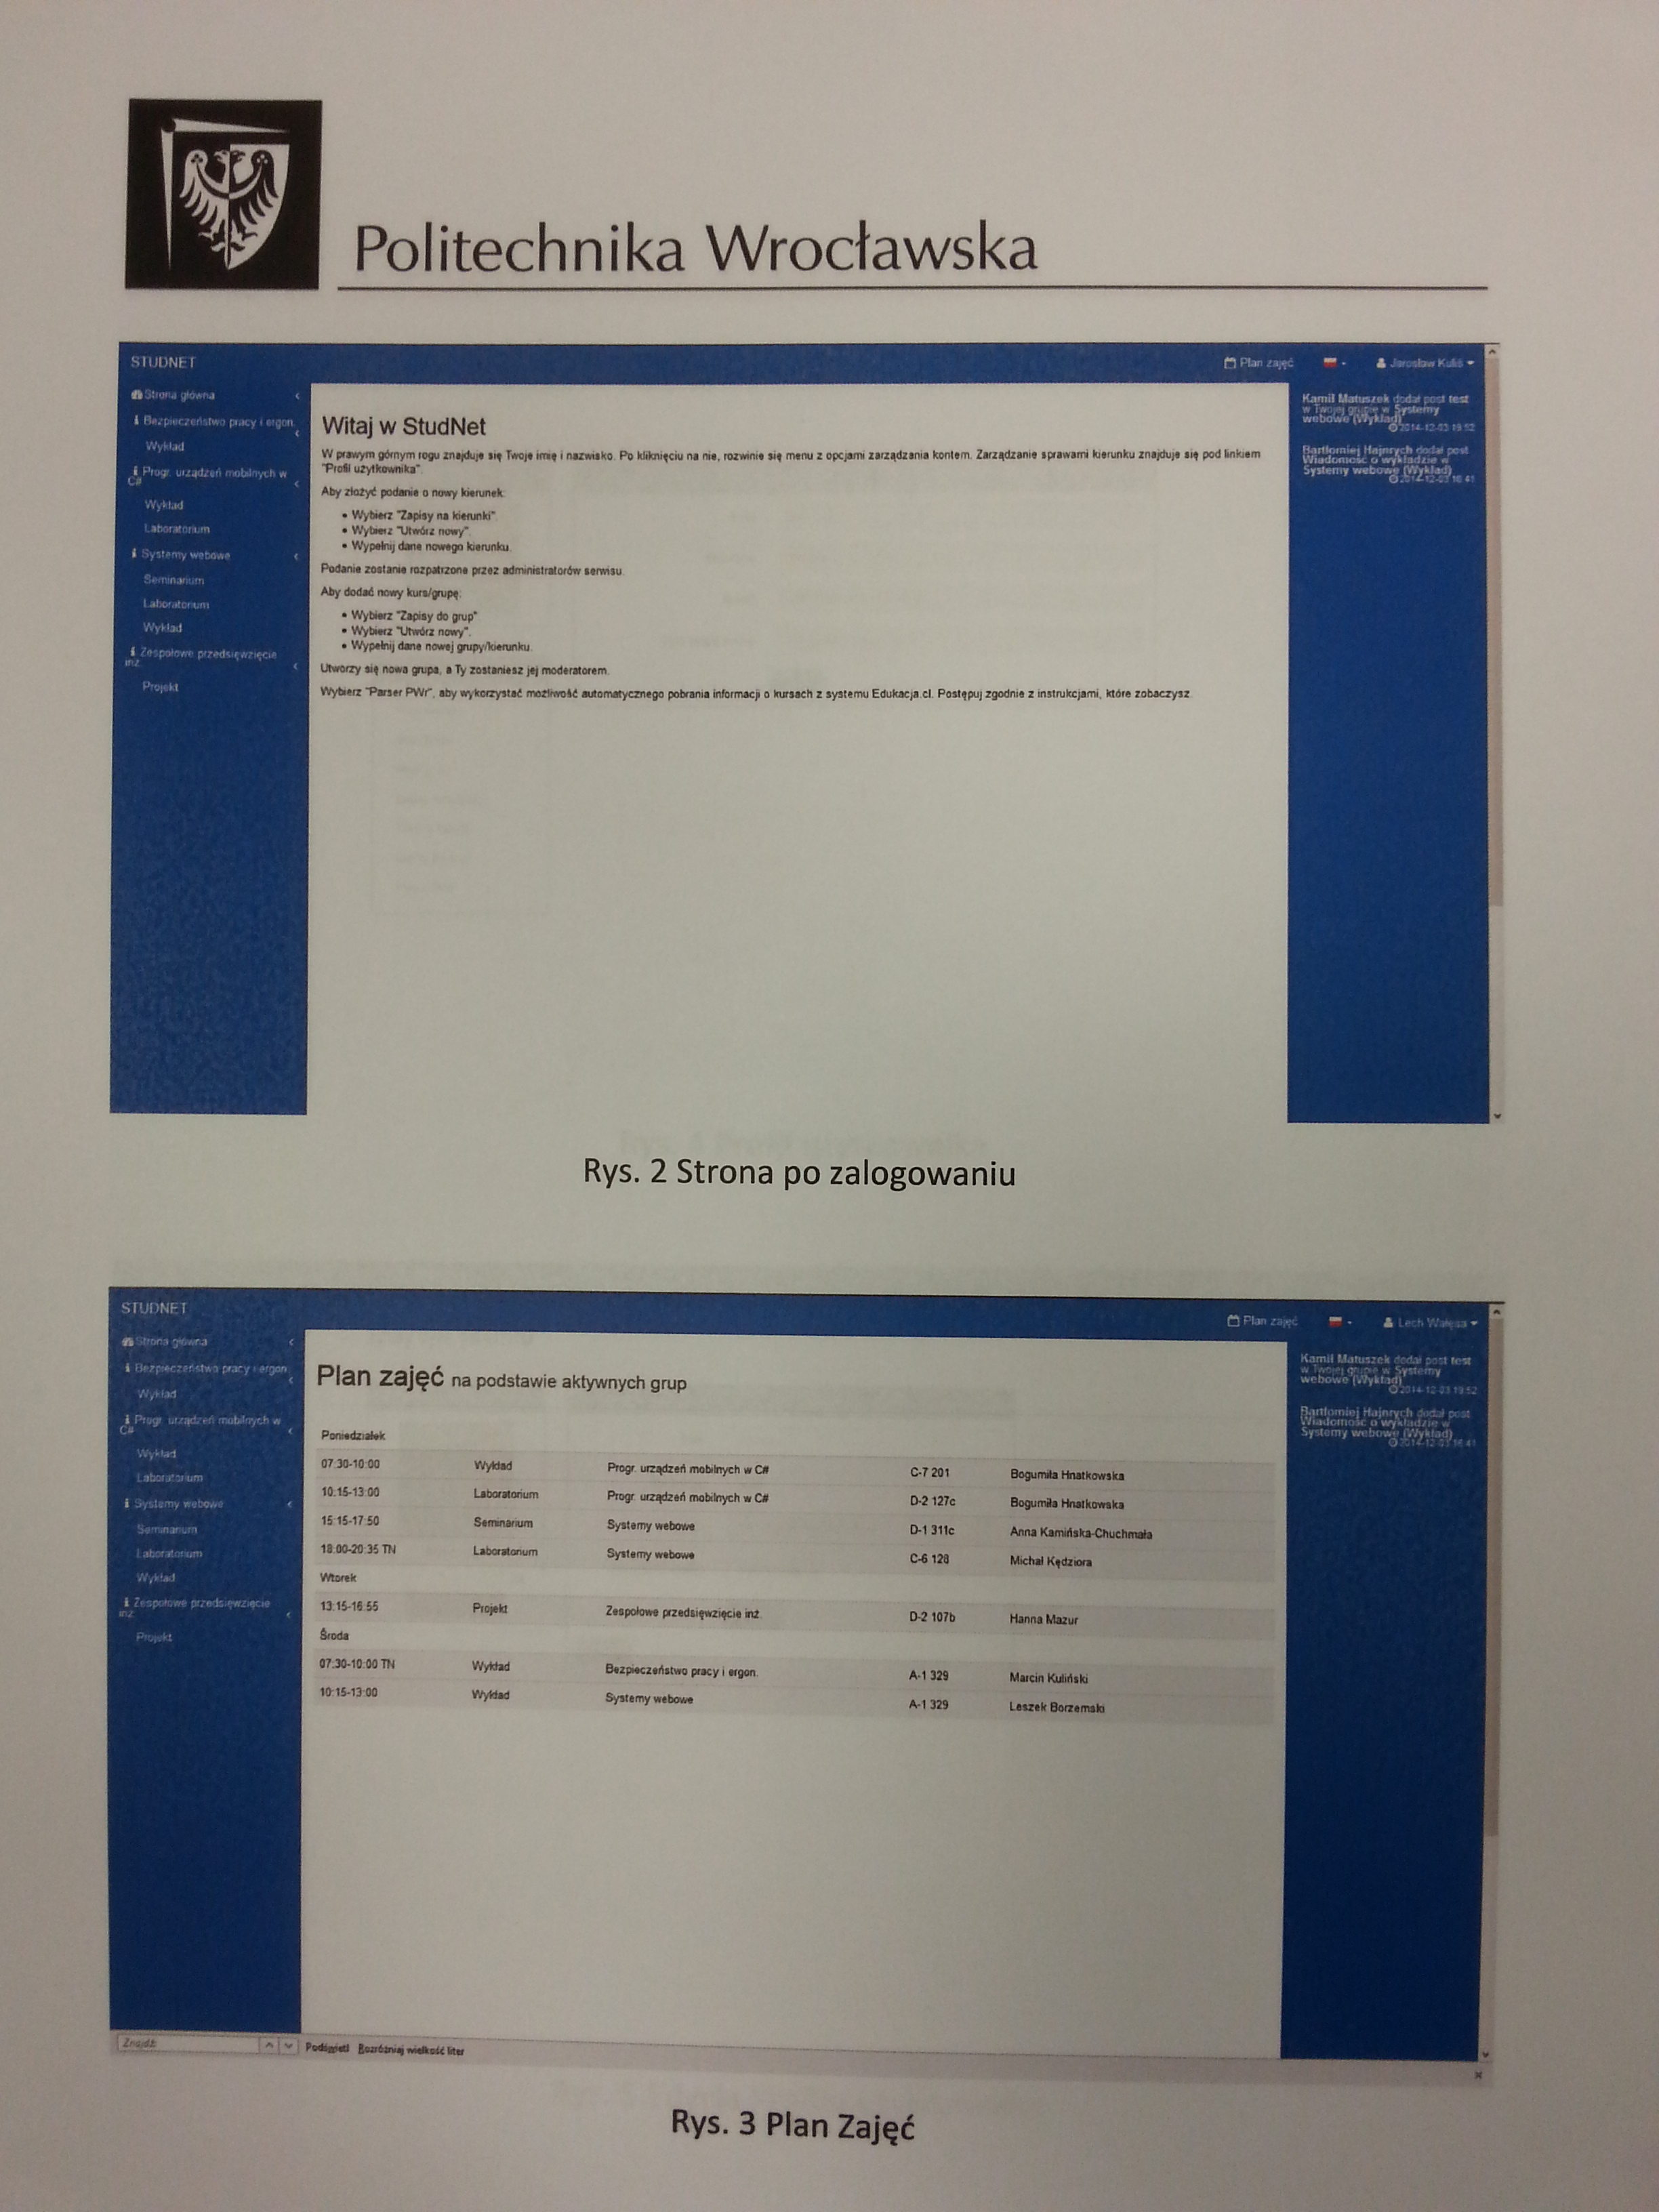 Politechnika Wrocławska
STUDNET
Plan zajęć
Jarosław Kuliś
Strona główna
Bezpieczeństwo pracy i ergon.
Wykład
Progr. urządzeń mobilnych w
C#
Wykład
Laboratorium
Systemy webowe
Seminarium
Laboratorium
Wykład
Zespołowe przedsięwzięcie
inż.
Projekt
Witaj w StudNet
W prawym górnym rogu znajduje się Twoje imię i nazwisko. Po kliknięciu na nie, rozwinie się menu z opcjami zarządzania kontem. Zarządzanie sprawami kierunku znajduje się pod linkiem
"Profil użytkownika".
Aby złożyć podanie o nowy kierunek:
• Wybierz "Zapisy na kierunki".
• Wybierz "Utwórz nowy".
• Wypełnij dane nowego kierunku.
Podanie zostanie rozpatrzone przez administratorów serwisu.
Aby dodać nowy kurs/grupę:
• Wybierz "Zapisy do grup"
• Wybierz "Utwórz nowy".
• Wypełnij dane nowej grupy/kierunku.
Utworzy się nowa grupa, a Ty zostaniesz jej moderatorem.
Wybierz "Parser PWr", aby wykorzystać możliwość automatycznego pobrania informacji o kursach z systemu Edukacja.cl. Postępuj zgodnie z instrukcjami, które zobaczysz.
Kamil Matuszek dodał post test
w Twojej grupie w Systemy
webowe (Wykład)
2014-12-03 19:52
Bartłomiej Hajnrych dodał post
Wiadomość o wykładzie w
Systemy webowe (Wykład)
2014-12-03 16:41
Rys. 2 Strona po zalogowaniu
STUDNET
Plan zajęć
Lech Wałęsa
Strona główna
Bezpieczeństwo pracy i ergon.
Wykład
Progr. urządzeń mobilnych w
C#
Wykład
Laboratorium
Systemy webowe
Seminarium
Laboratorium
Wykład
Zespołowe przedsięwzięcie
inż.
Projekt
Plan zajęć na podstawie aktywnych grup
Poniedziałek
07:30-10:00 Wykład Progr. urządzeń mobilnych w C# C-7 201 Bogumiła Hnatkowska
10:15-13:00 Laboratorium Progr. urządzeń mobilnych w C# D-2 127c Bogumiła Hnatkowska
15:15-17:50 Seminarium Systemy webowe D-1 311c Anna Kamińska-Chuchmała
18:00-20:35 TN Laboratorium Systemy webowe C-6 128 Michał Kędziora
Wtorek
13:15-16:55 Projekt Zespołowe przedsięwzięcie inż. D-2 107b Hanna Mazur
Środa
07:30-10:00 TN Wykład Bezpieczeństwo pracy i ergon. A-1 329 Marcin Kuliński
10:15-13:00 Wykład Systemy webowe A-1 329 Leszek Borzemski
Kamil Matuszek dodał post test
w Twojej grupie w Systemy
webowe (Wykład)
2014-12-03 19:52
Bartłomiej Hajnrych dodał post
Wiadomość o wykładzie w
Systemy webowe (Wykład)
2014-12-03 16:41
Znajdź:
Podświetl Rozróżniaj wielkość liter
Rys. 3 Plan Zajęć